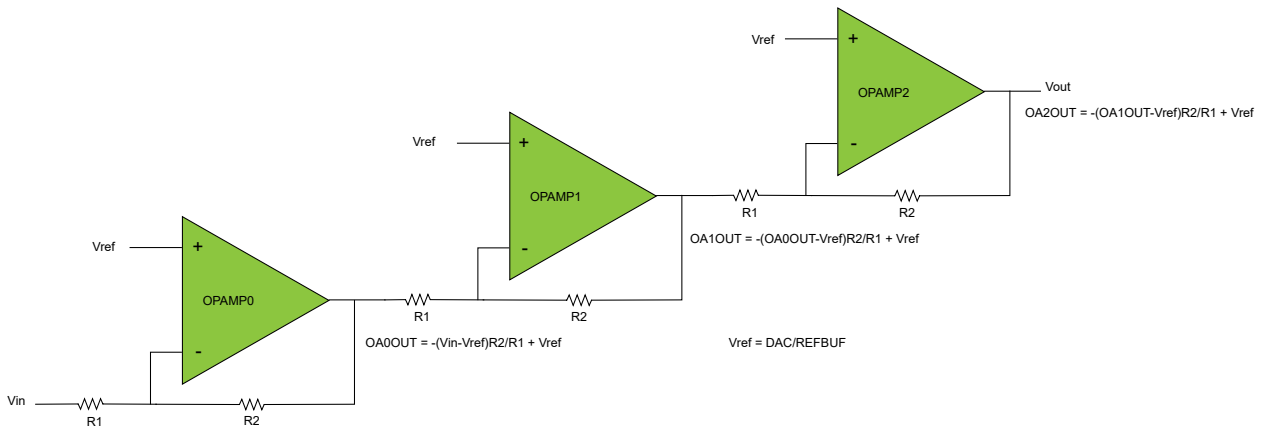 Vref
+
OPAMP2
-
Vout
OA2OUT = -(OA1OUT-Vref)R2/R1 + Vref
R1
R2
Vref
+
OPAMP1
-
OA1OUT = -(OA0OUT-Vref)R2/R1 + Vref
R1
R2
Vref
+
OPAMP0
-
OA0OUT = -(Vin-Vref)R2/R1 + Vref
Vref = DAC/REFBUF
Vin
R1
R2